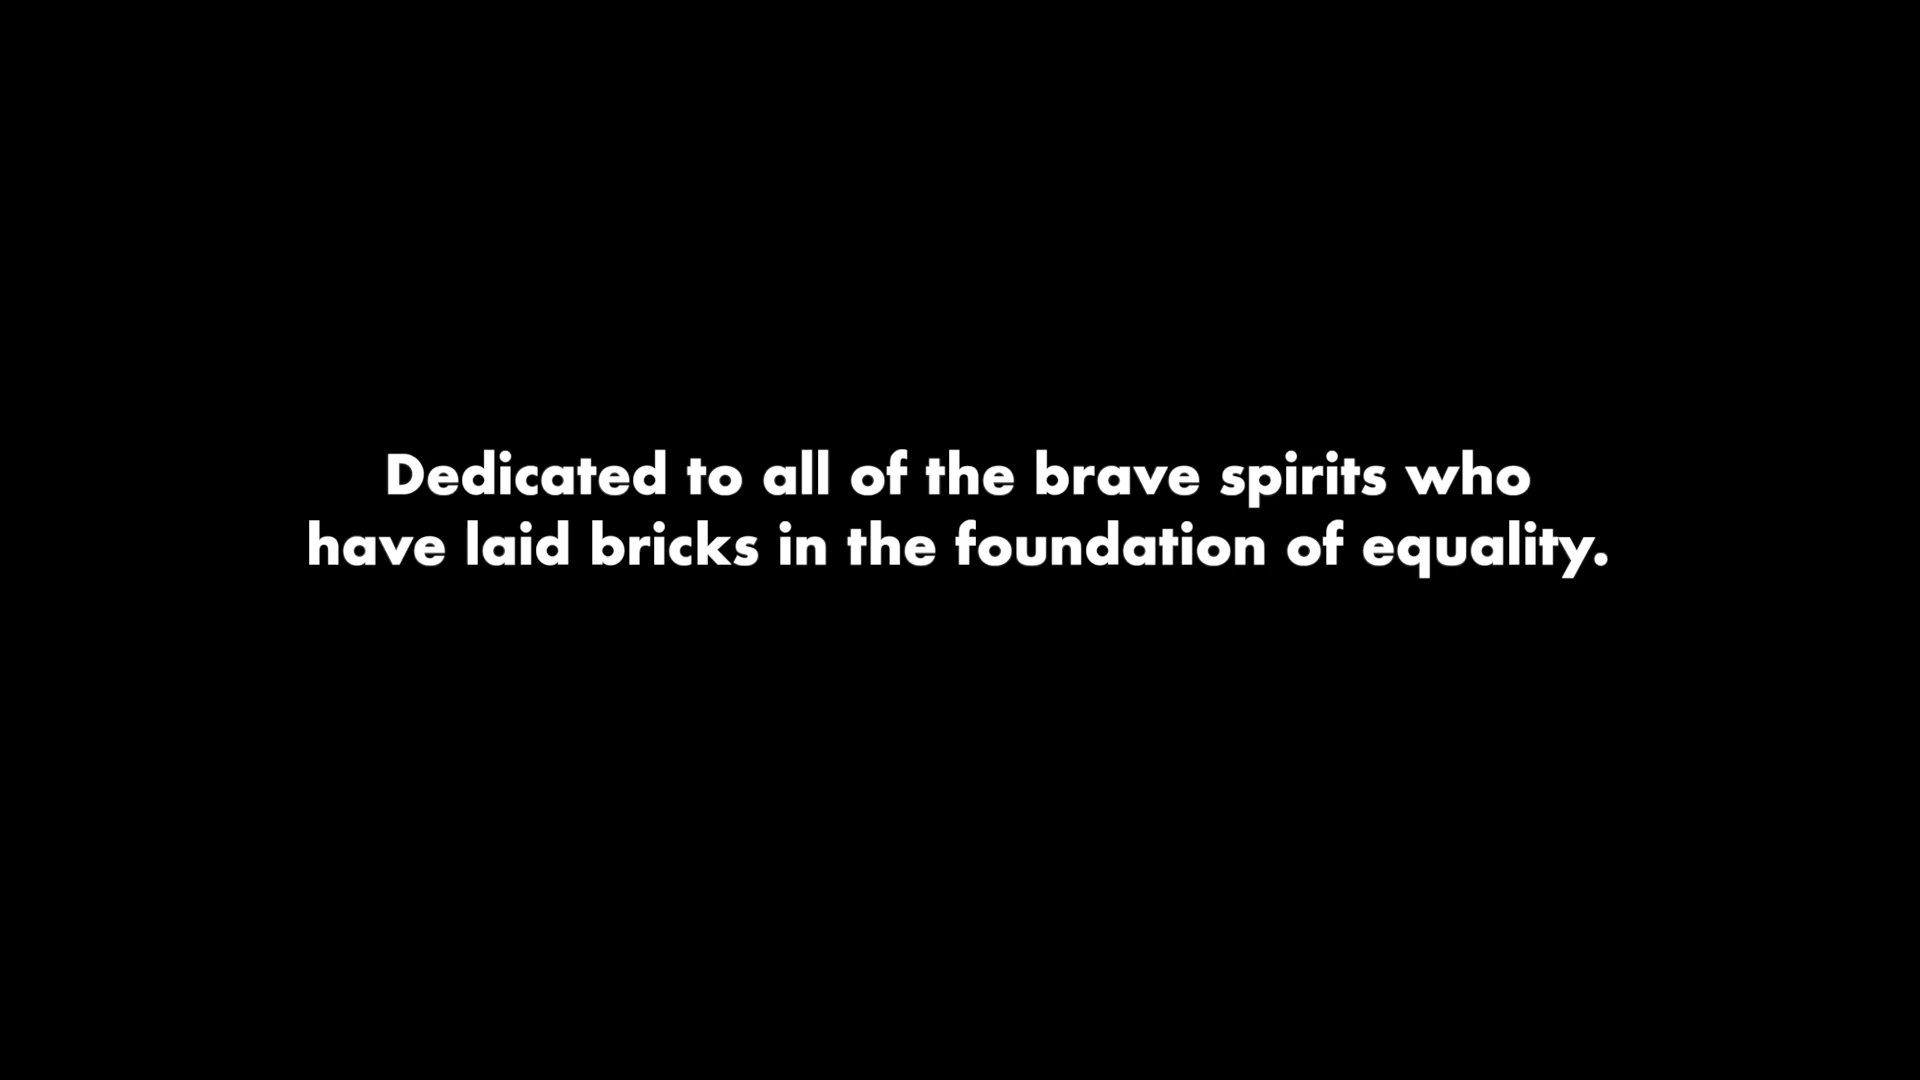 Dedicated to all of the brave spirits who
have laid bricks in the foundation of equality.